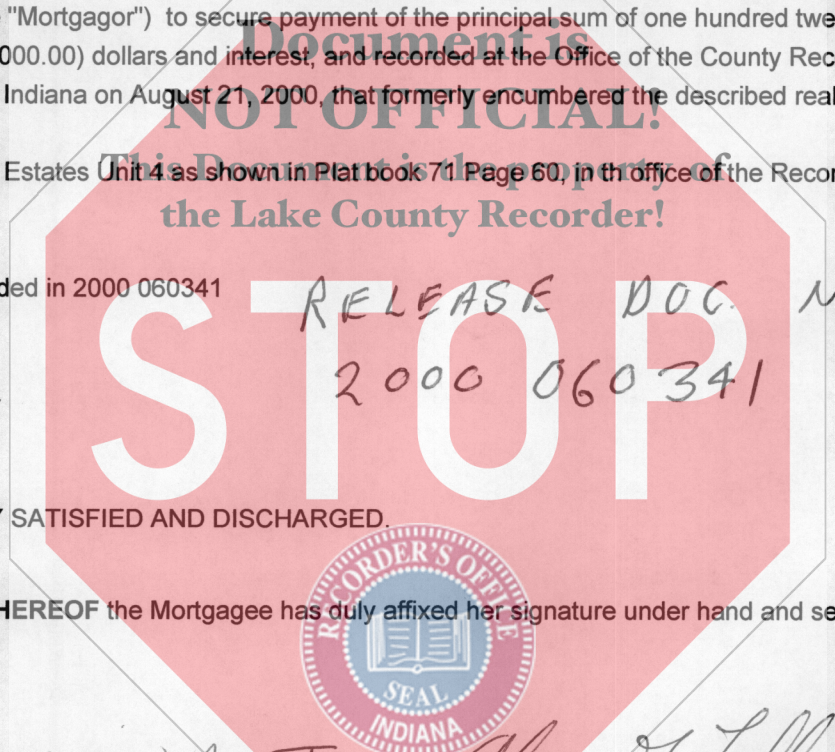 "Mortgagor") to secure payment of the principal sum of one hundred twe
Document is
000.00) dollars and interest, and recorded at the Office of the County Rec
Indiana on August 21, 2000, that formerly encumbered the described real
NOT OFFICIAL!
This Document is the property of
Estates Unit 4 as shown in Plat book 71 Page 60, in th office of the Recor
the Lake County Recorder!
ded in 2000 060341
RELEASE DOC. N
2000 060341
STOP
SATISFIED AND DISCHARGED.
RECORDER'S OFFICE
HEREOF the Mortgagee has duly affixed her signature under hand and se
SEAL
INDIANA